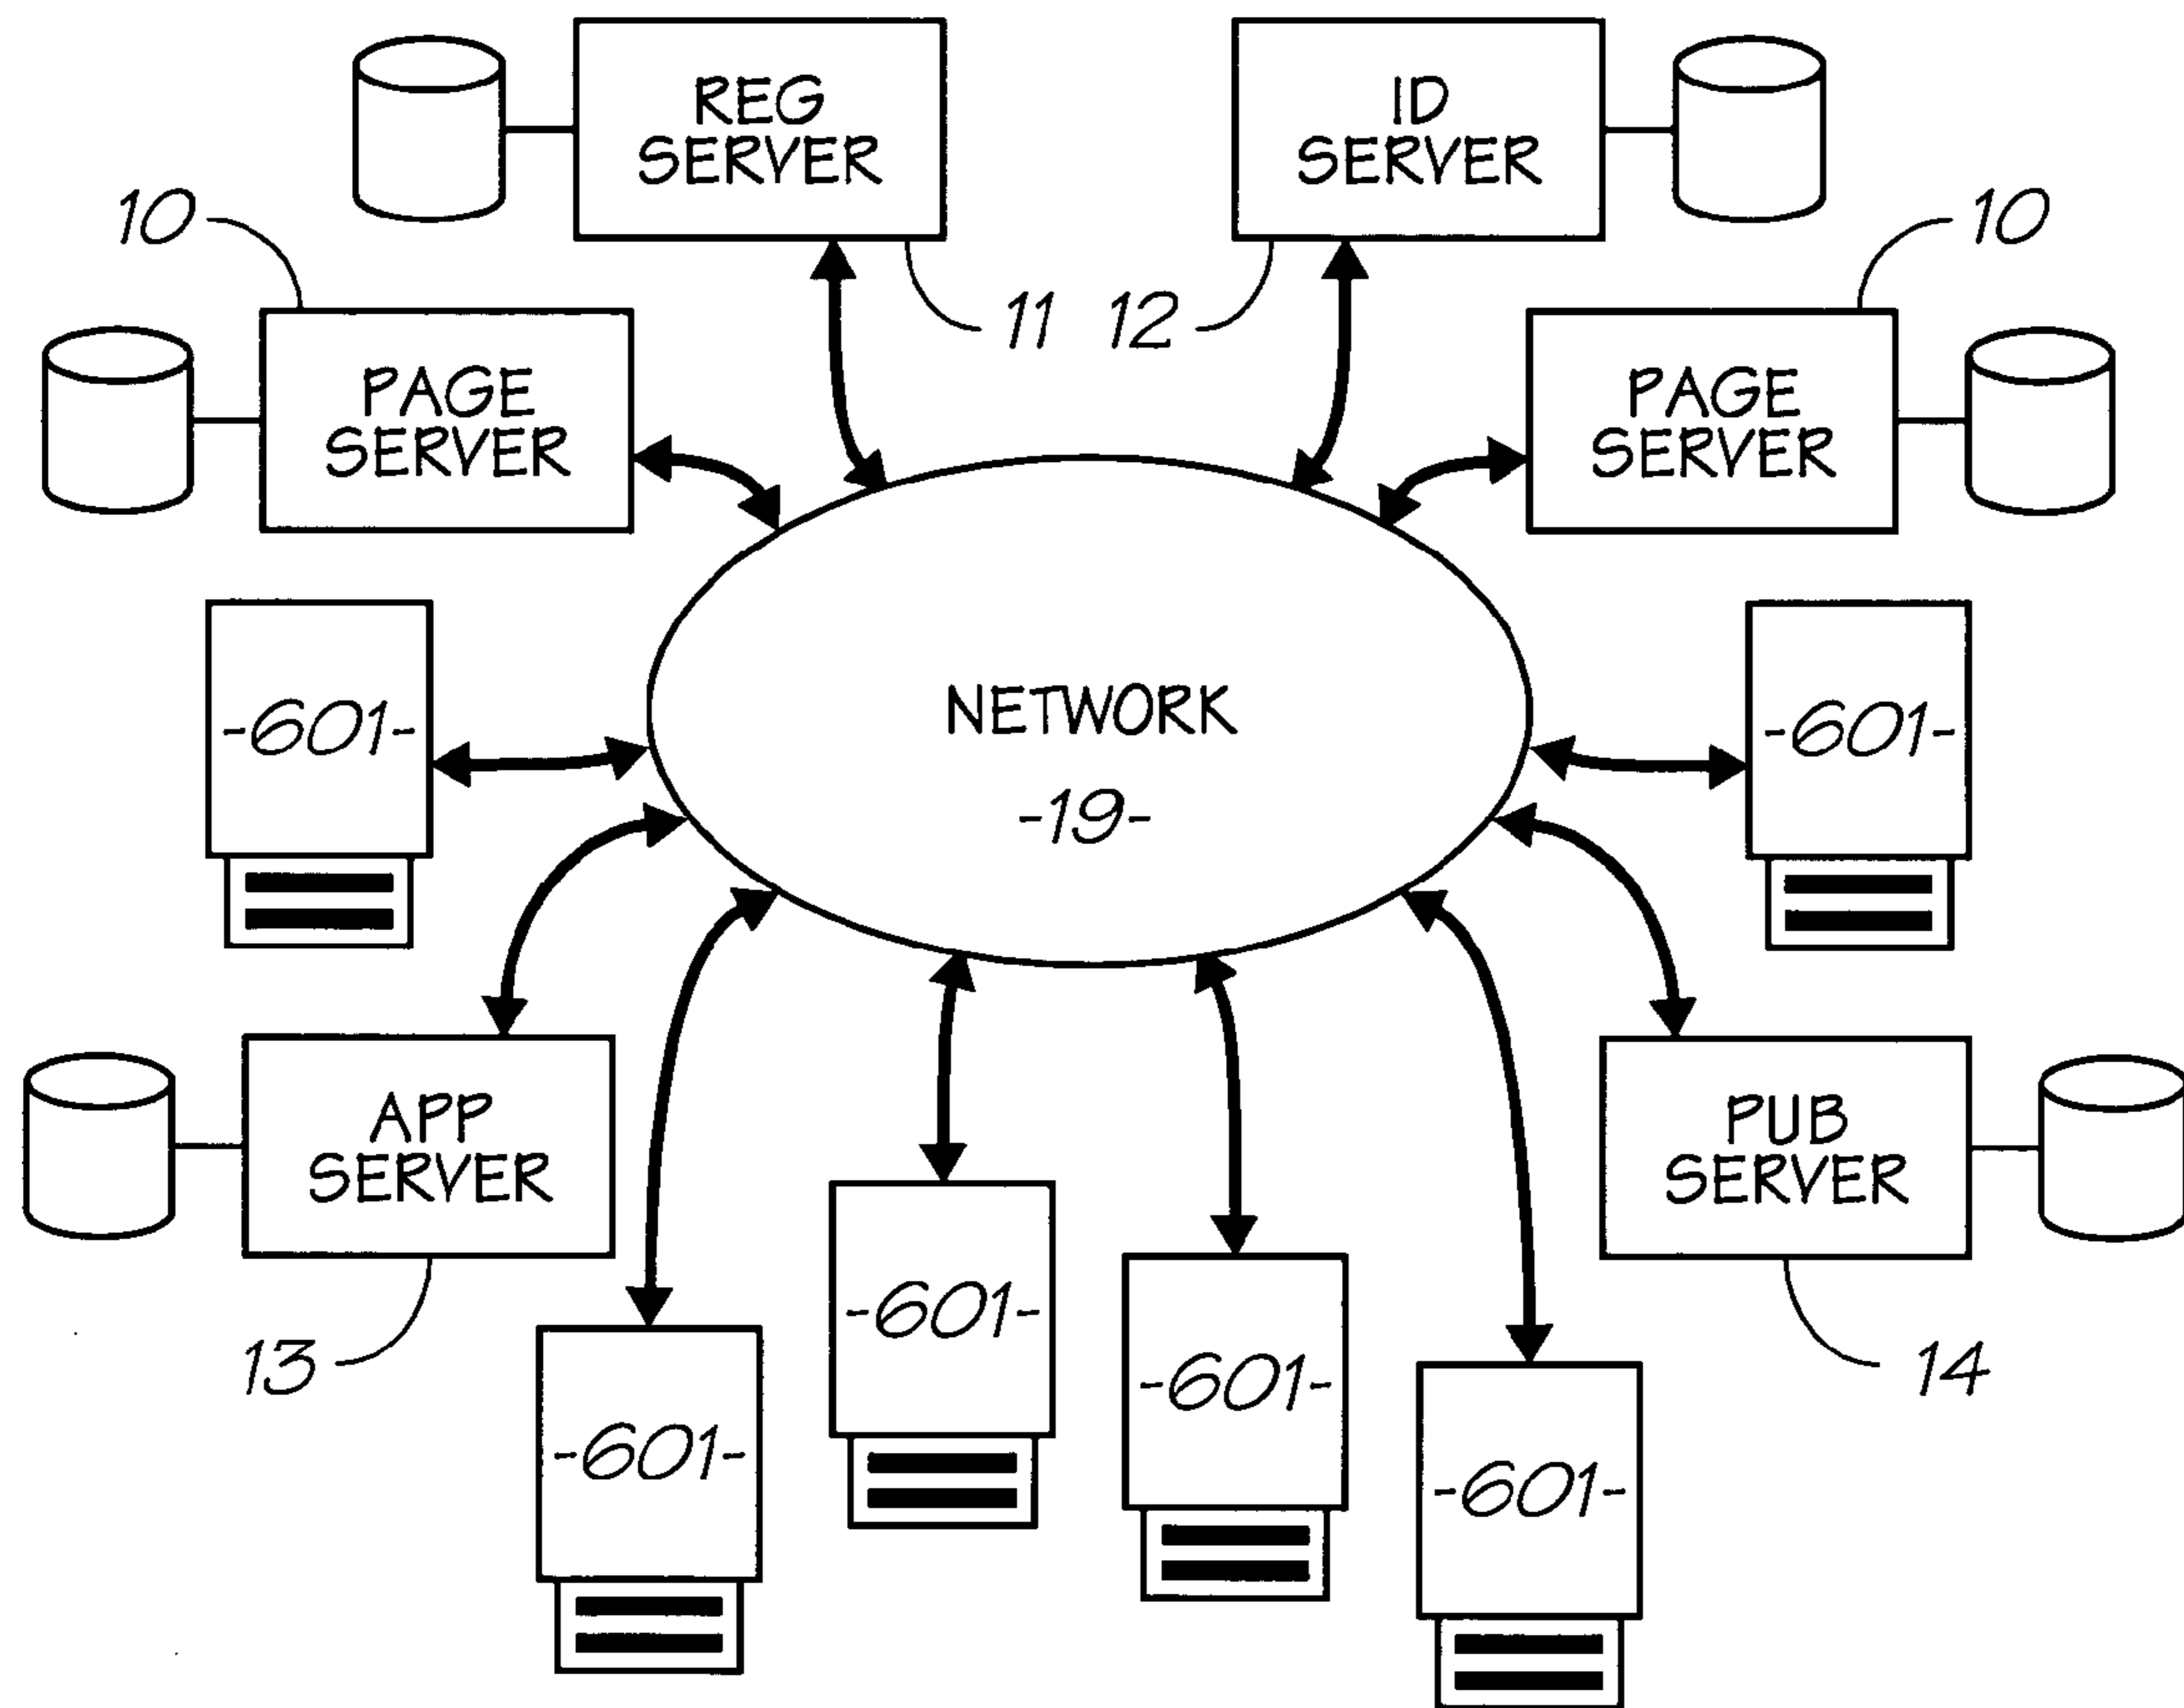 REG
SERVER
ID
SERVER
10
10
11
12
PAGE
SERVER
PAGE
SERVER
-601-
NETWORK
-19-
-601-
APP
SERVER
PUB
SERVER
13
14
-601-
-601-
-601-
-601-